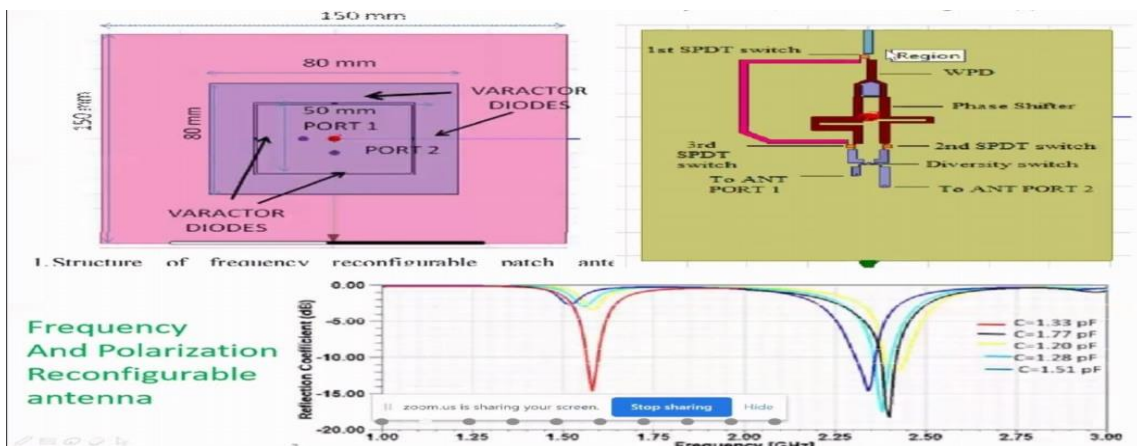 150 mm
80 mm
VARACTOR
DIODES
50 mm
PORT 1
PORT 2
150 mm
80 mm
VARACTOR
DIODES
1.Structure of frequency reconfigurable patch
1st SPDT switch
Region
WPD
Phase Shifter
3rd
SPDT
switch
2nd SPDT switch
Diversity switch
To ANT
PORT 1
To ANT PORT 2
Frequency
And Polarization
Reconfigurable
antenna
Reflection Coefficient (dB)
0.00
-5.00
-10.00
-15.00
-20.00
C=1.33 pF
C=1.77 pF
C=1.20 pF
C=1.28 pF
C=1.51 pF
zoom.us is sharing your screen.
Stop sharing
Hide
1.00
1.50
1.75
2.00
2.25
2.50
2.75
3.00
Frequency [GHz]